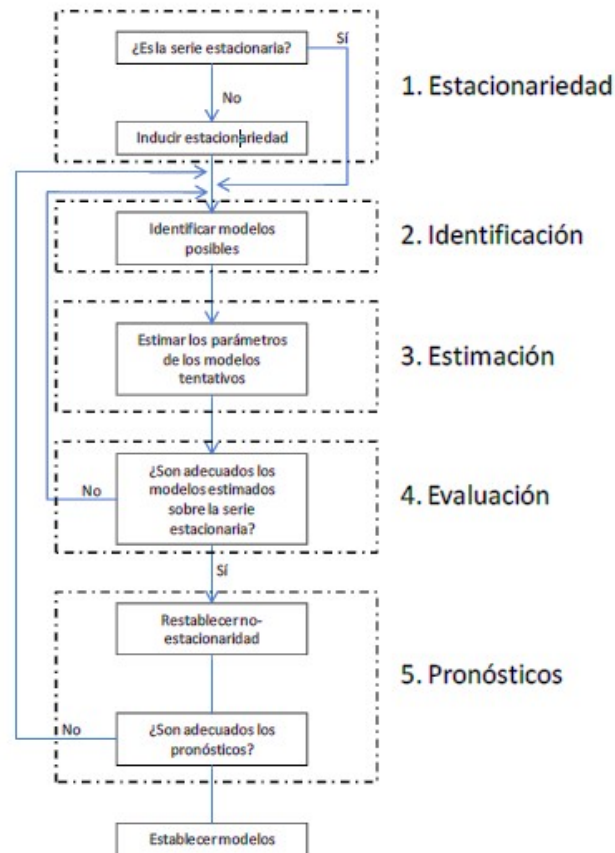 ¿Es la serie estacionaria?
Sí
No
Inducir estacionariedad
1. Estacionariedad
Identificar modelos
posibles
2. Identificación
Estimar los parámetros
de los modelos
tentativos
3. Estimación
¿Son adecuados los
modelos estimados
sobre la serie
estacionaria?
No
4. Evaluación
Sí
Restablecer no-
estacionaridad
5. Pronósticos
No
¿Son adecuados los
pronósticos?
Establecer modelos